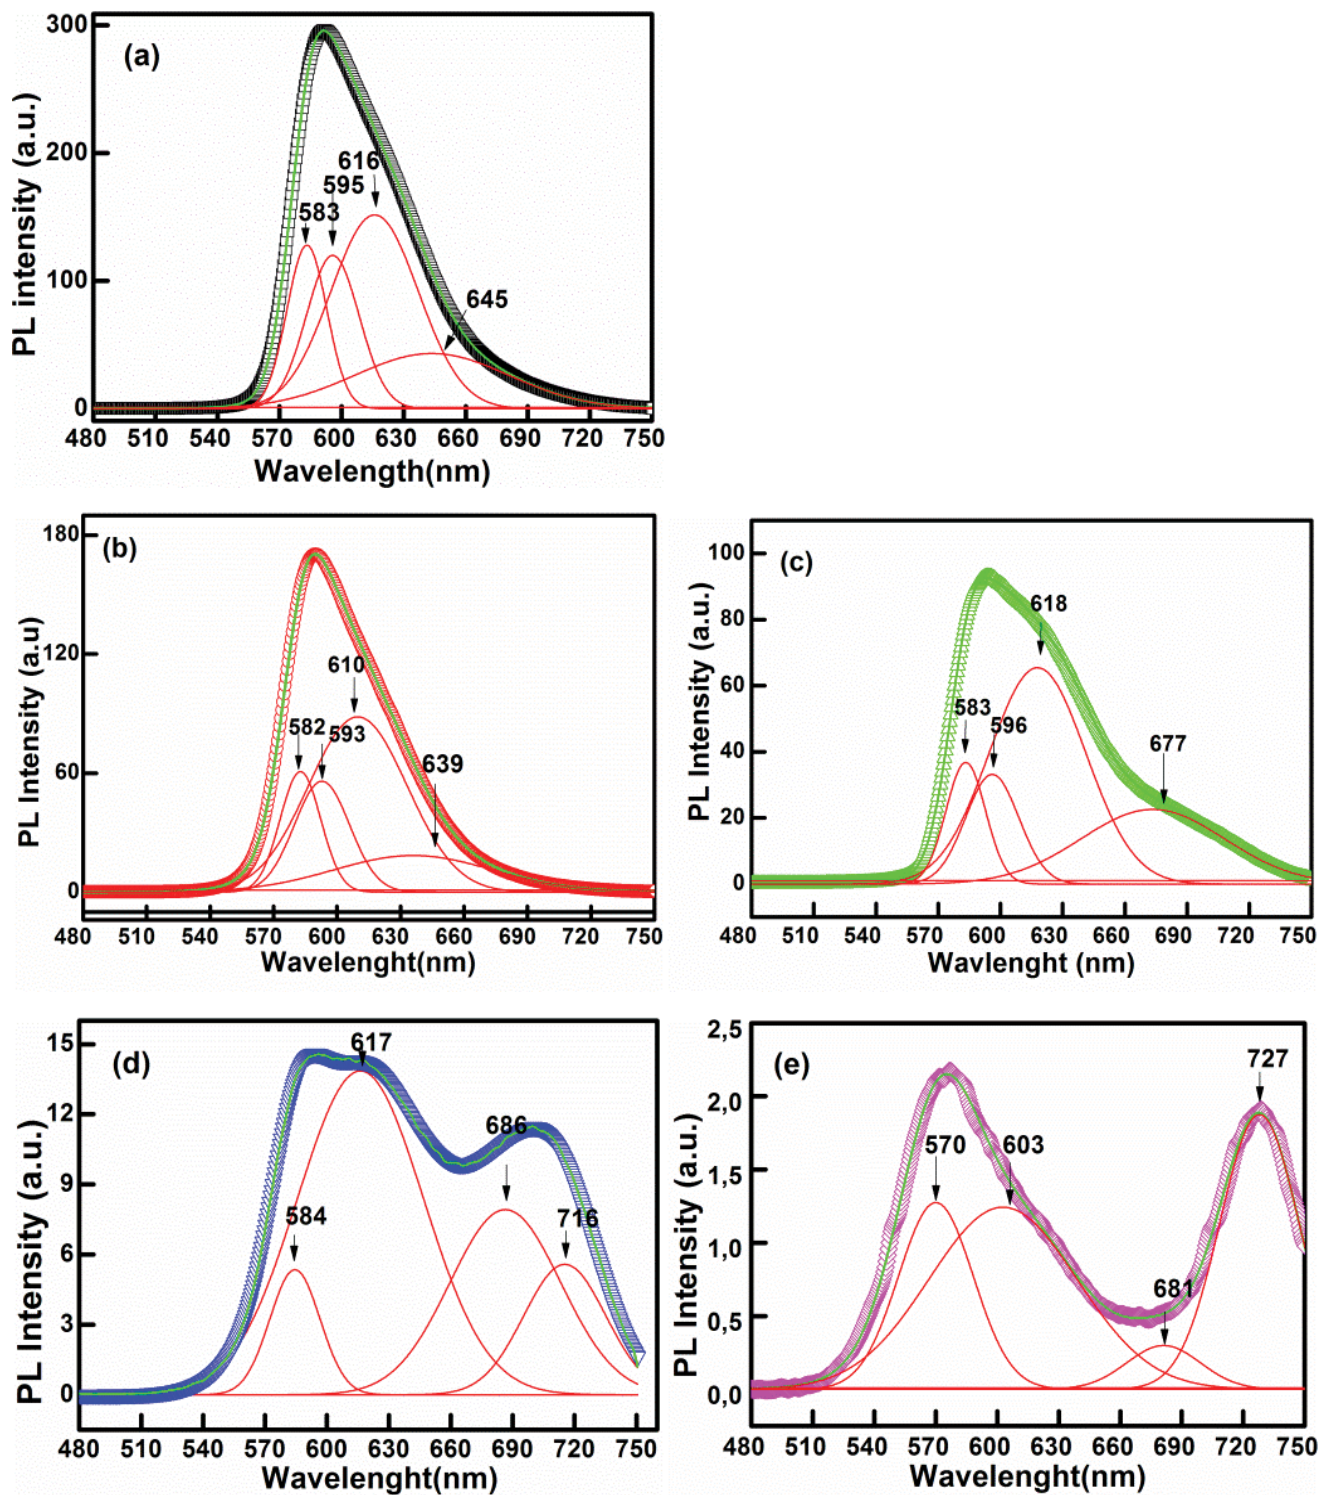 (a)
PL intensity (a.u.)
300
200
100
0
583
595
616
645
480 510 540 570 600 630 660 690 720 750
Wavelength(nm)
(b)
PL Intensity (a.u)
180
120
60
0
582
593
610
639
480 510 540 570 600 630 660 690 720 750
Wavelenght(nm)
(c)
PL Intensity (a.u.)
100
80
60
40
20
0
583
596
618
677
480 510 540 570 600 630 660 690 720 750
Wavlenght (nm)
(d)
PL Intensity (a.u.)
15
12
9
6
3
0
584
617
686
716
480 510 540 570 600 630 660 690 720 750
Wavelenght(nm)
(e)
PL Intensity (a.u.)
2,5
2,0
1,5
1,0
0,5
0,0
570
603
681
727
480 510 540 570 600 630 660 690 720 750
Wavelenght(nm)